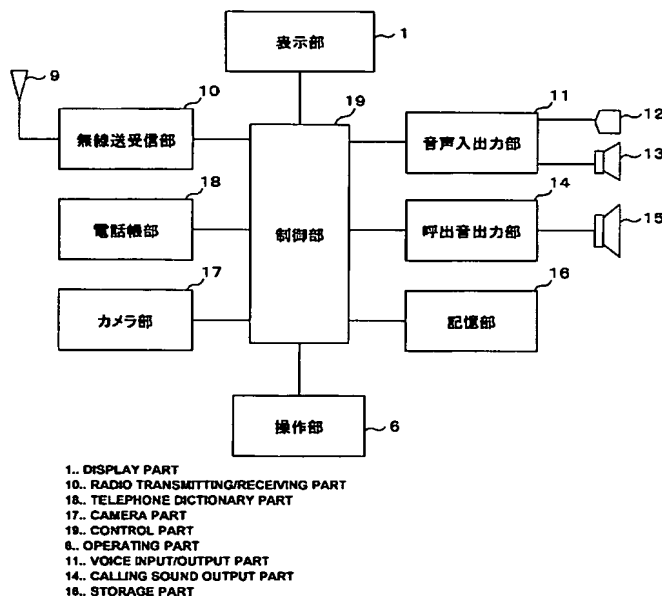 1
表示部
9
10
無線送受信部
19
制御部
11
音声入出力部
12
13
18
電話帳部
14
呼出音出力部
15
17
カメラ部
16
記憶部
操作部
6
1.. DISPLAY PART
10.. RADIO TRANSMITTING/RECEIVING PART
18.. TELEPHONE DICTIONARY PART
17.. CAMERA PART
19.. CONTROL PART
6.. OPERATING PART
11.. VOICE INPUT/OUTPUT PART
14.. CALLING SOUND OUTPUT PART
16.. STORAGE PART